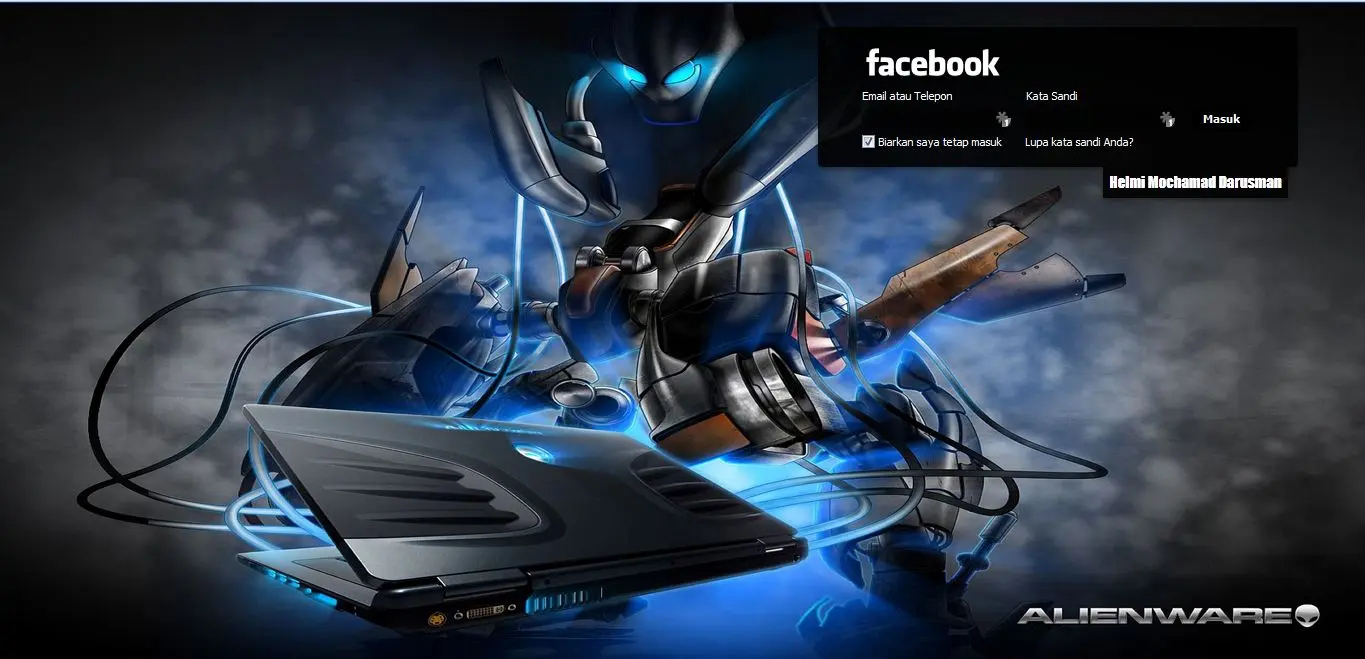 facebook
Email atau Telepon Kata Sandi
Masuk
Biarkan saya tetap masuk Lupa kata sandi Anda?
Helmi Mochamad Darusman
ALIENWARE